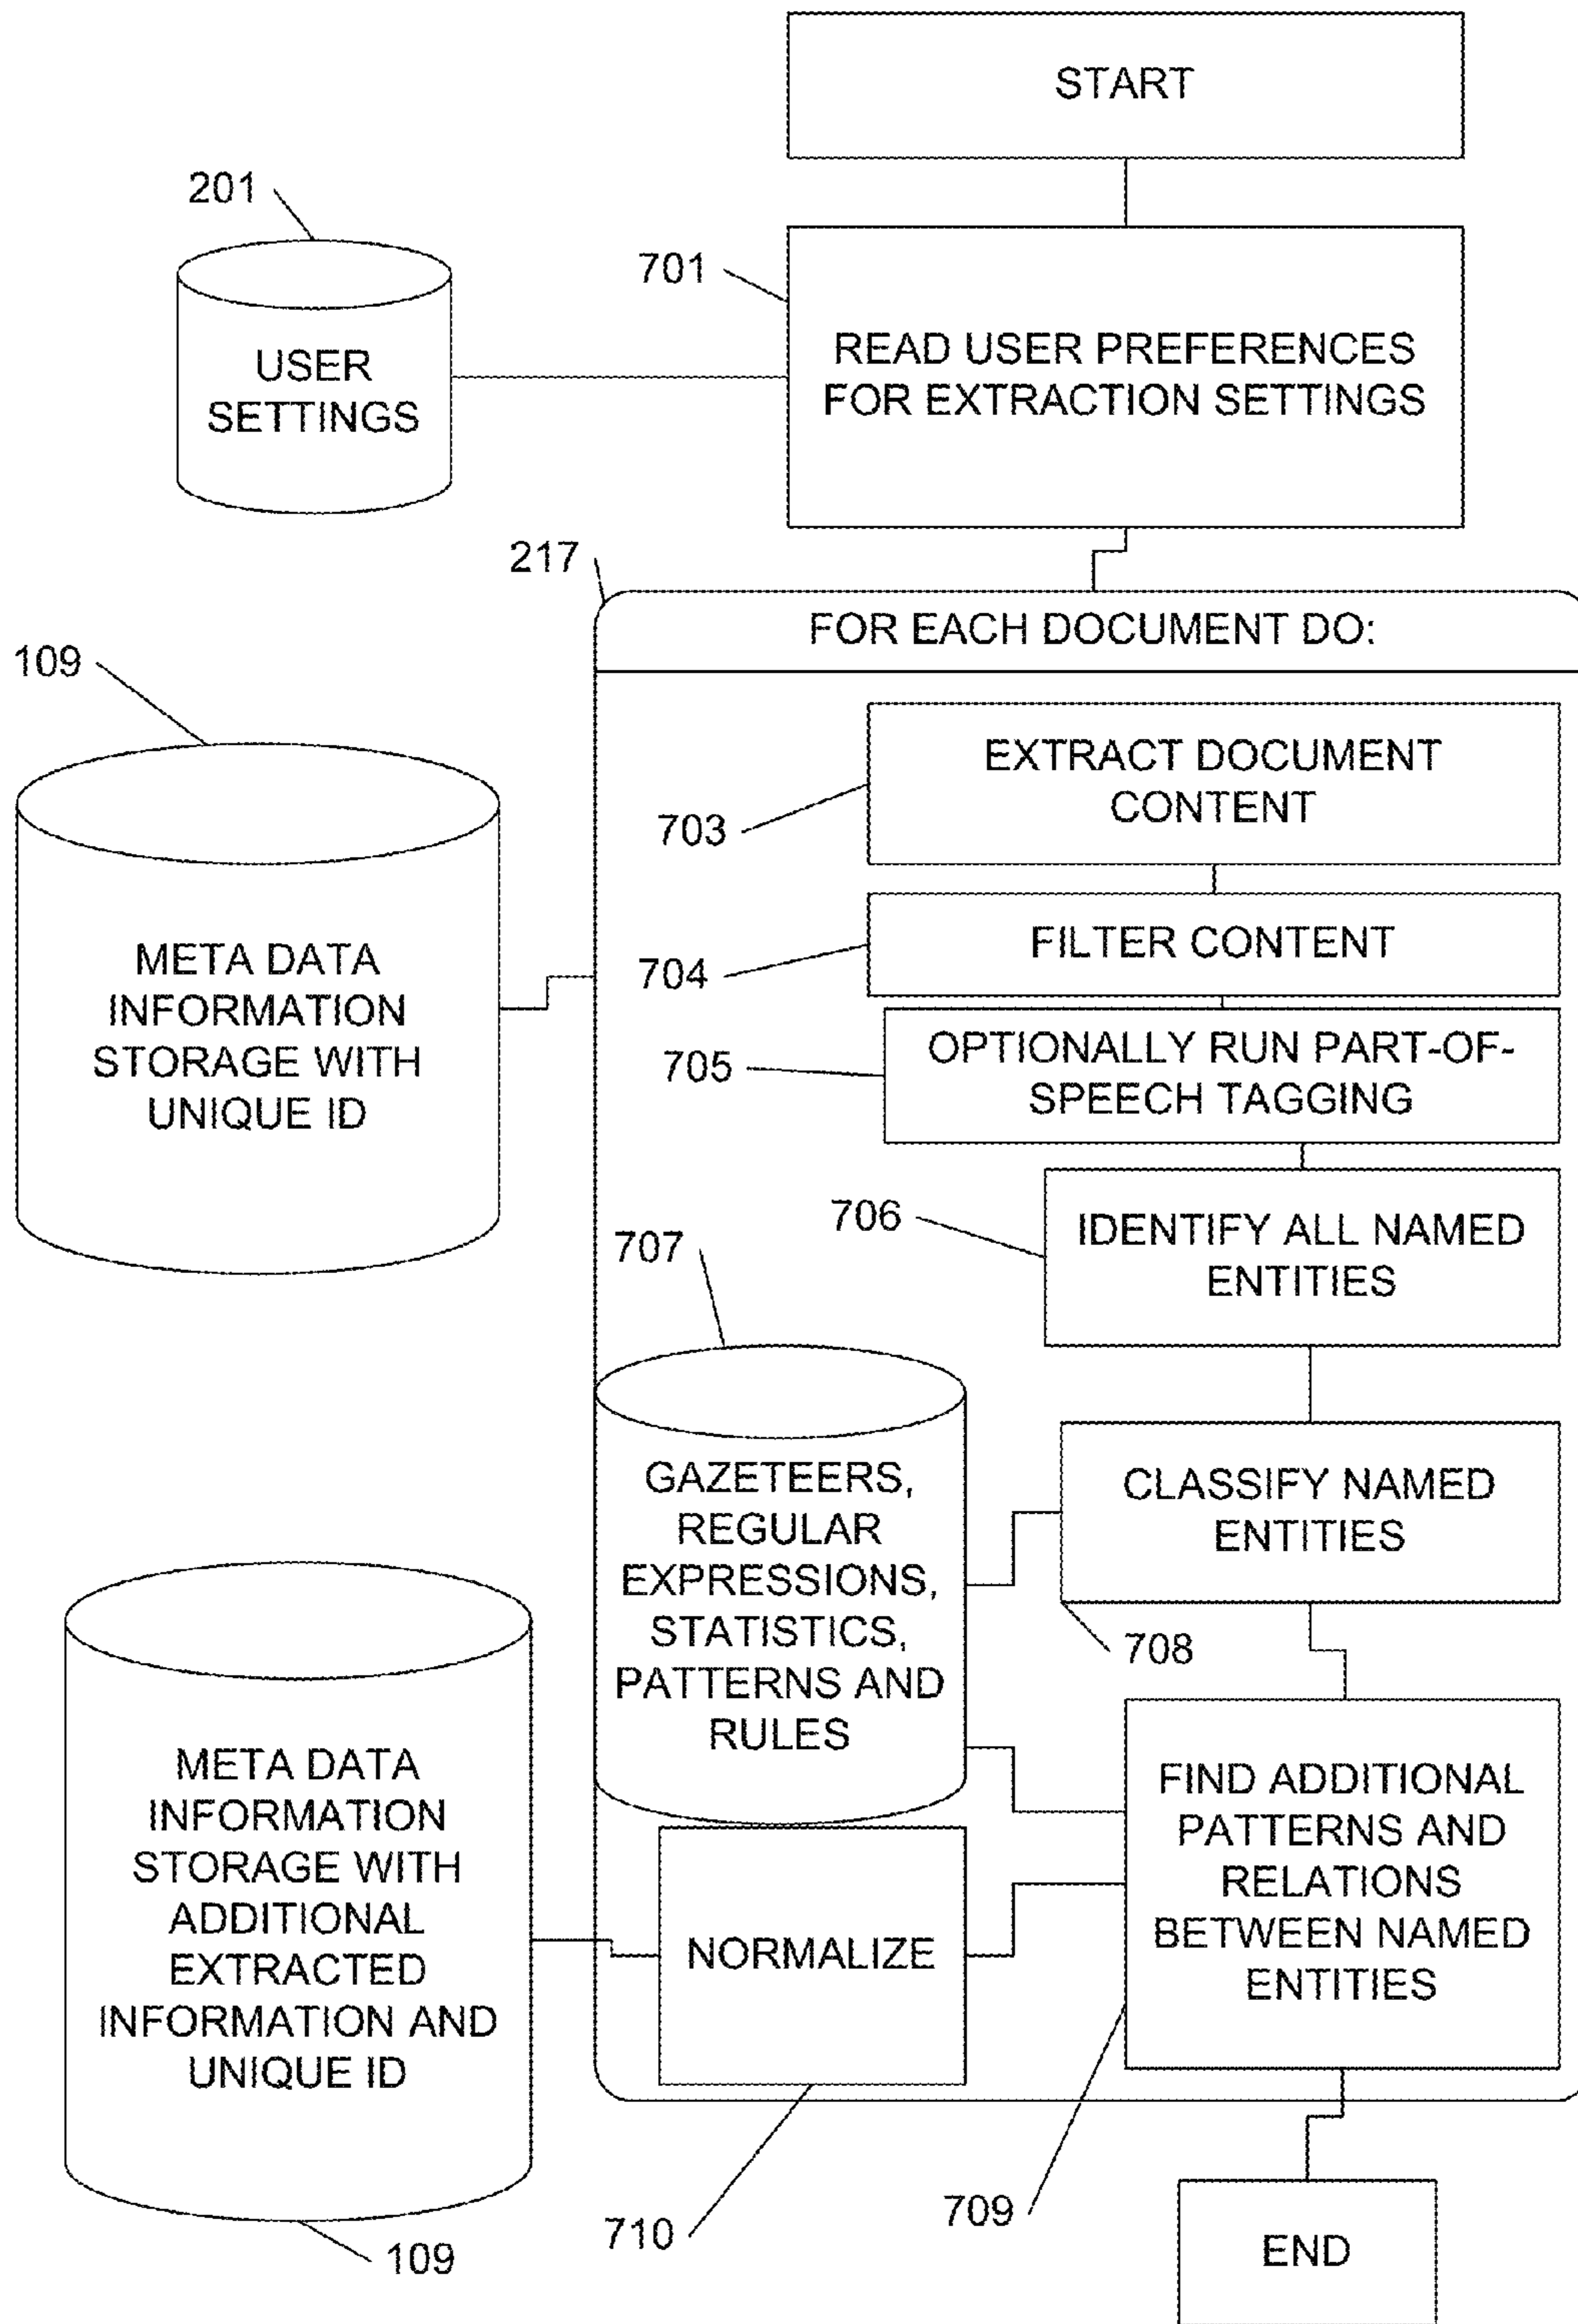 START
201
701
USER
SETTINGS
READ USER PREFERENCES
FOR EXTRACTION SETTINGS
217
FOR EACH DOCUMENT DO:
109
EXTRACT DOCUMENT
CONTENT
703
META DATA
INFORMATION
STORAGE WITH
UNIQUE ID
FILTER CONTENT
704
OPTIONALLY RUN PART-OF-
SPEECH TAGGING
705
706
IDENTIFY ALL NAMED
ENTITIES
707
GAZETEERS,
REGULAR
EXPRESSIONS,
STATISTICS,
PATTERNS AND
RULES
CLASSIFY NAMED
ENTITIES
708
META DATA
INFORMATION
STORAGE WITH
ADDITIONAL
EXTRACTED
INFORMATION AND
UNIQUE ID
FIND ADDITIONAL
PATTERNS AND
RELATIONS
BETWEEN NAMED
ENTITIES
NORMALIZE
709
710
109
END